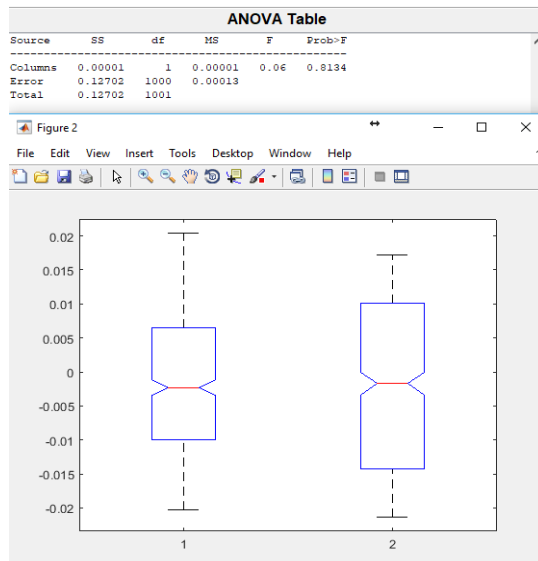 ANOVA Table
Source SS df MS F Prob>F
Columns 0.00001 1 0.00001 0.06 0.8134
Error 0.12702 1000 0.00013
Total 0.12702 1001
Figure 2
File Edit View Insert Tools Desktop Window Help
0.02
0.015
0.01
0.005
0
-0.005
-0.01
-0.015
-0.02
1 2